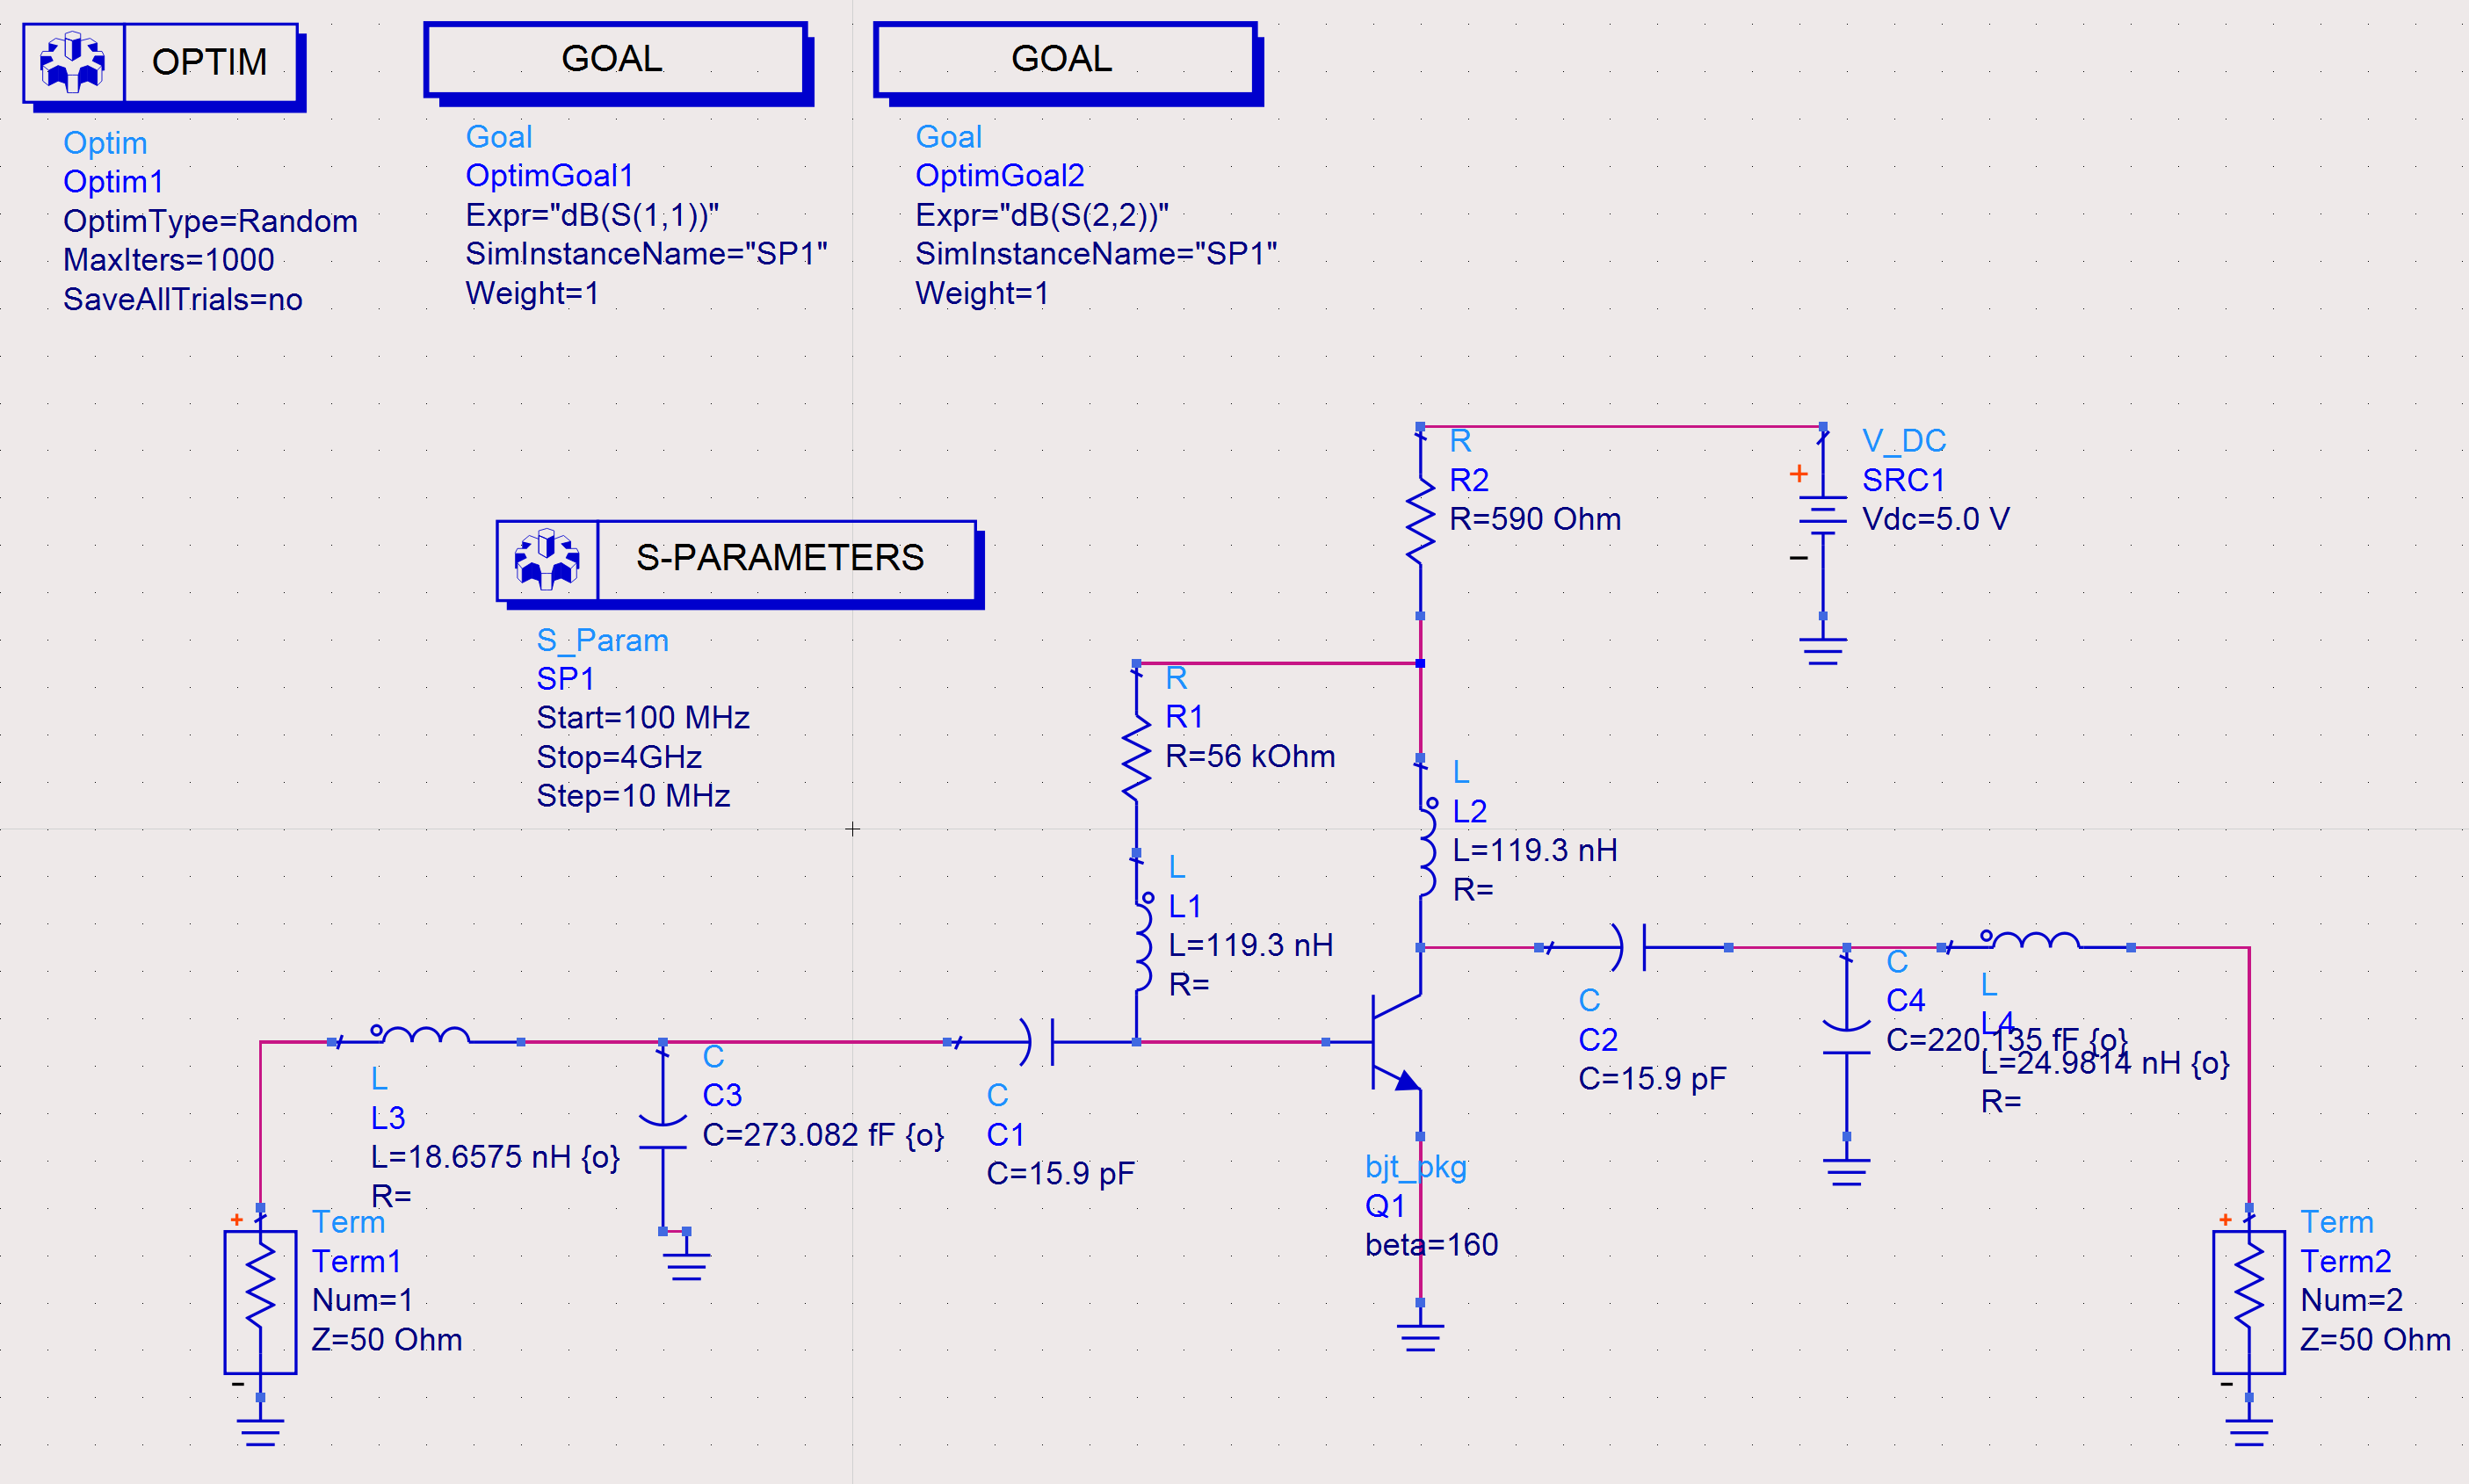 OPTIM
Optim
Optim1
OptimType=Random
MaxIters=1000
SaveAllTrials=no
GOAL
Goal
OptimGoal1
Expr="dB(S(1,1))"
SimInstanceName="SP1"
Weight=1
GOAL
Goal
OptimGoal2
Expr="dB(S(2,2))"
SimInstanceName="SP1"
Weight=1
S-PARAMETERS
S_Param
SP1
Start=100 MHz
Stop=4GHz
Step=10 MHz
R
R2
R=590 Ohm
+
V_DC
SRC1
Vdc=5.0 V
−
R
R1
R=56 kOhm
L
L2
L=119.3 nH
R=
L
L1
L=119.3 nH
R=
L
L3
L=18.6575 nH {o}
R=
C
C3
C=273.082 fF {o}
C
C1
C=15.9 pF
bjt_pkg
Q1
beta=160
C
C2
C=15.9 pF
C
C4
C=220.135 fF {o}
L
L4
L=24.9814 nH {o}
R=
+
Term
Term1
Num=1
Z=50 Ohm
-
+
Term
Term2
Num=2
Z=50 Ohm
-